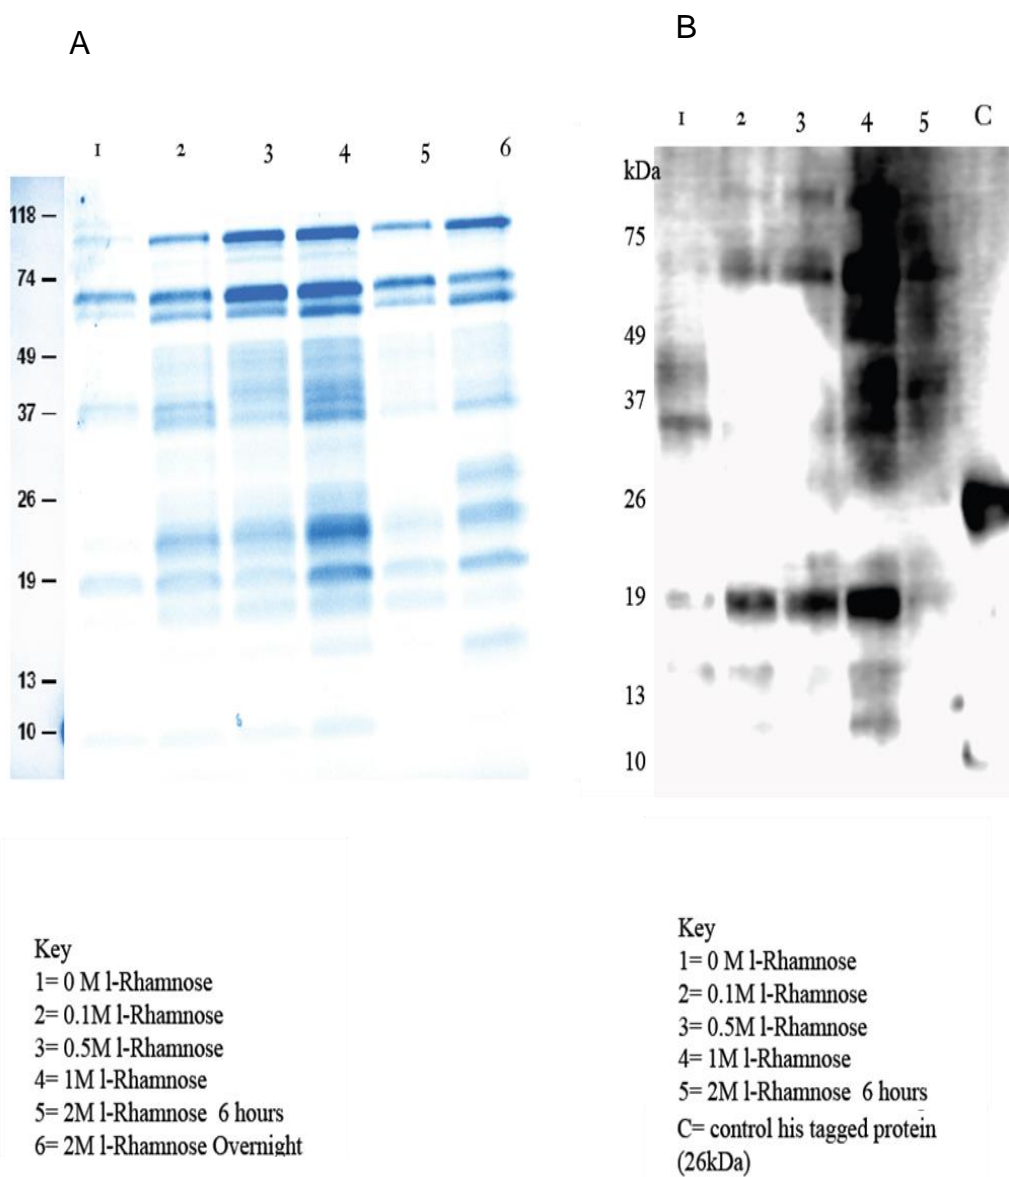 A
1 2 3 4 5 6
118
74
49
37
26
19
13
10
Key
1= 0 M l-Rhamnose
2= 0.1M l-Rhamnose
3= 0.5M l-Rhamnose
4= 1M l-Rhamnose
5= 2M l-Rhamnose 6 hours
6= 2M l-Rhamnose Overnight
B
1 2 3 4 5 C
kDa
75
49
37
26
19
13
10
Key
1= 0 M l-Rhamnose
2= 0.1M l-Rhamnose
3= 0.5M l-Rhamnose
4= 1M l-Rhamnose
5= 2M l-Rhamnose 6 hours
C= control his tagged protein
(26kDa)